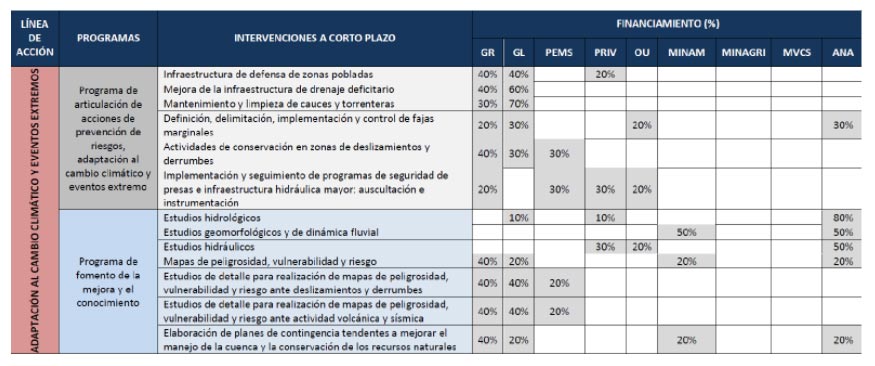 LÍNEA DE ACCIÓN PROGRAMAS INTERVENCIONES A CORTO PLAZO FINANCIAMIENTO (%)
GR GL PEMS PRIV OU MINAM MINAGRI MVCS ANA
ADAPTACIÓN AL CAMBIO CLIMÁTICO Y EVENTOS EXTREMOS
Programa de
articulación de
acciones de
prevención de
riesgos,
adaptación al
cambio climático y
eventos extremo
Infraestructura de defensa de zonas pobladas 40% 40% 20%
Mejora de la infraestructura de drenaje deficitario 40% 60%
Mantenimiento y limpieza de cauces y torrenteras 30% 70%
Definición, delimitación, implementación y control de fajas
marginales 20% 30% 20% 30%
Actividades de conservación en zonas de deslizamientos y
derrumbes 40% 30% 30%
Implementación y seguimiento de programas de seguridad de
presas e infraestructura hidráulica mayor: auscultación e
instrumentación 20% 30% 30% 20%
Programa de
fomento de la
mejora y el
conocimiento
Estudios hidrológicos 10% 10% 80%
Estudios geomorfológicos y de dinámica fluvial 50% 50%
Estudios hidráulicos 30% 20% 50%
Mapas de peligrosidad, vulnerabilidad y riesgo 40% 20% 20% 20%
Estudios de detalle para realización de mapas de peligrosidad,
vulnerabilidad y riesgo ante deslizamientos y derrumbes 40% 40% 20%
Estudios de detalle para realización de mapas de peligrosidad,
vulnerabilidad y riesgo ante actividad volcánica y sísmica 40% 40% 20%
Elaboración de planes de contingencia tendentes a mejorar el
manejo de la cuenca y la conservación de los recursos naturales 40% 20% 20% 20%